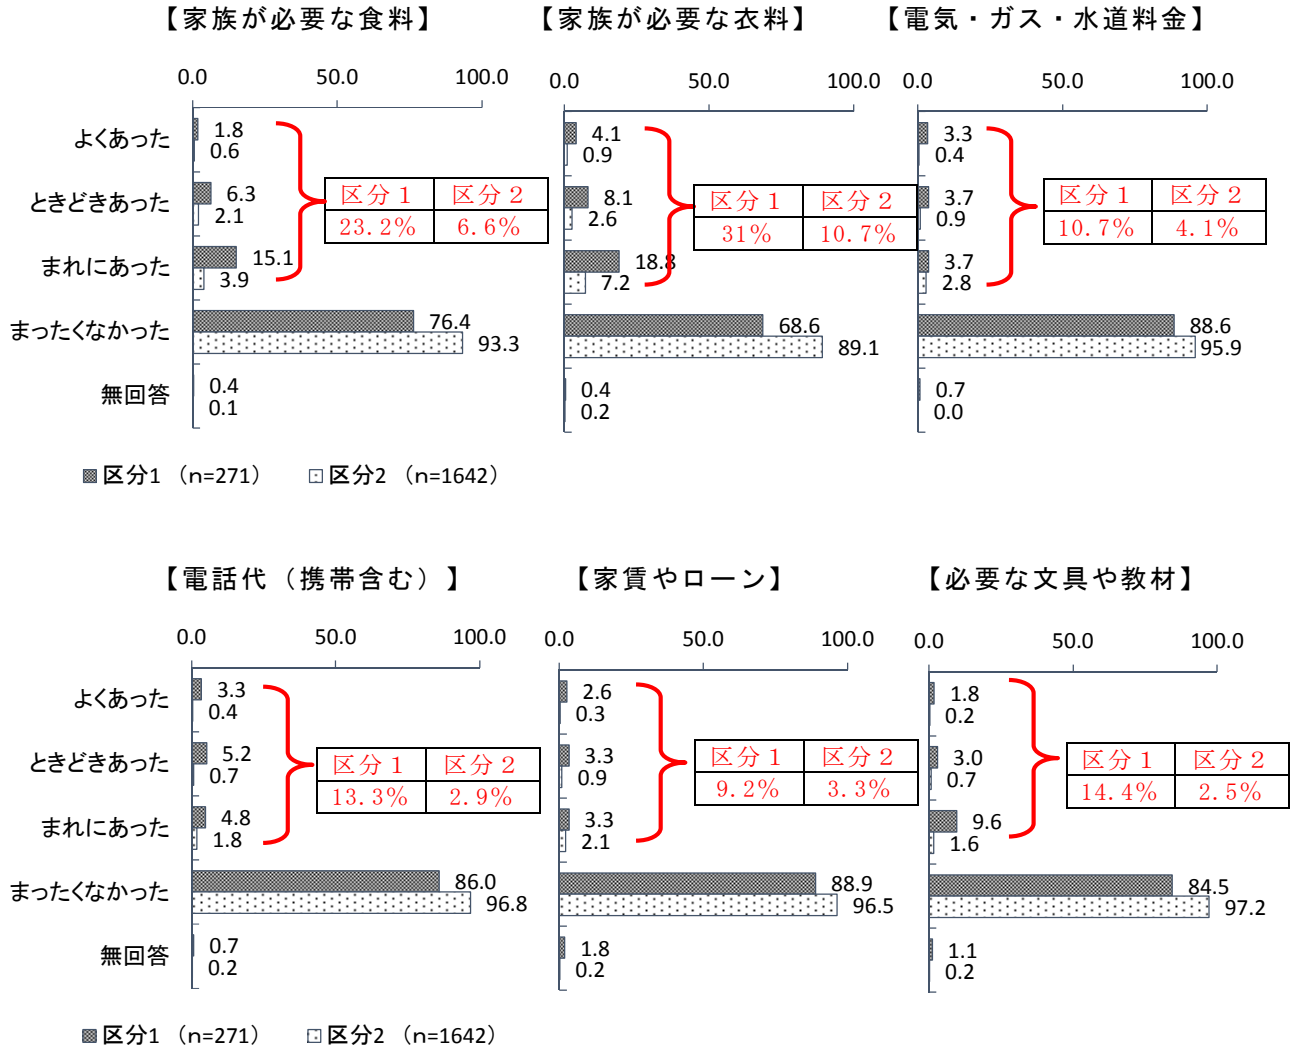 【家族が必要な食料】
0.0 50.0 100.0
よくあった 1.8
0.6
ときどきあった 6.3
2.1
まれにあった 15.1
3.9
まったくなかった 76.4
93.3
無回答 0.4
0.1
区分１ 区分２
23.2% 6.6%
【家族が必要な衣料】
0.0 50.0 100.0
4.1
0.9
8.1
2.6
18.8
7.2
68.6
89.1
0.4
0.2
区分１ 区分２
31% 10.7%
【電気・ガス・水道料金】
0.0 50.0 100.0
3.3
0.4
3.7
0.9
3.7
2.8
88.6
95.9
0.7
0.0
区分１ 区分２
10.7% 4.1%
区分1 （n=271） 区分2 （n=1642）
【電話代（携帯含む）】
0.0 50.0 100.0
よくあった 3.3
0.4
ときどきあった 5.2
0.7
まれにあった 4.8
1.8
まったくなかった 86.0
96.8
無回答 0.7
0.2
区分１ 区分２
13.3% 2.9%
【家賃やローン】
0.0 50.0 100.0
2.6
0.3
3.3
0.9
3.3
2.1
88.9
96.5
1.8
0.2
区分１ 区分２
9.2% 3.3%
【必要な文具や教材】
0.0 50.0 100.0
1.8
0.2
3.0
0.7
9.6
1.6
84.5
97.2
1.1
0.2
区分１ 区分２
14.4% 2.5%
区分1 （n=271） 区分2 （n=1642）